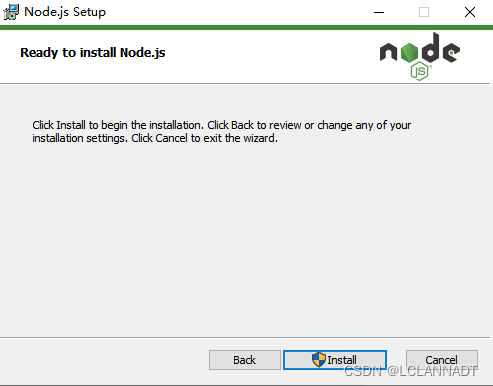 Node.js Setup
Ready to install Node.js
node
JS
Click Install to begin the installation. Click Back to review or change any of your
installation settings. Click Cancel to exit the wizard.
Back
Install
Cancel
CSDN @LCLANNADT